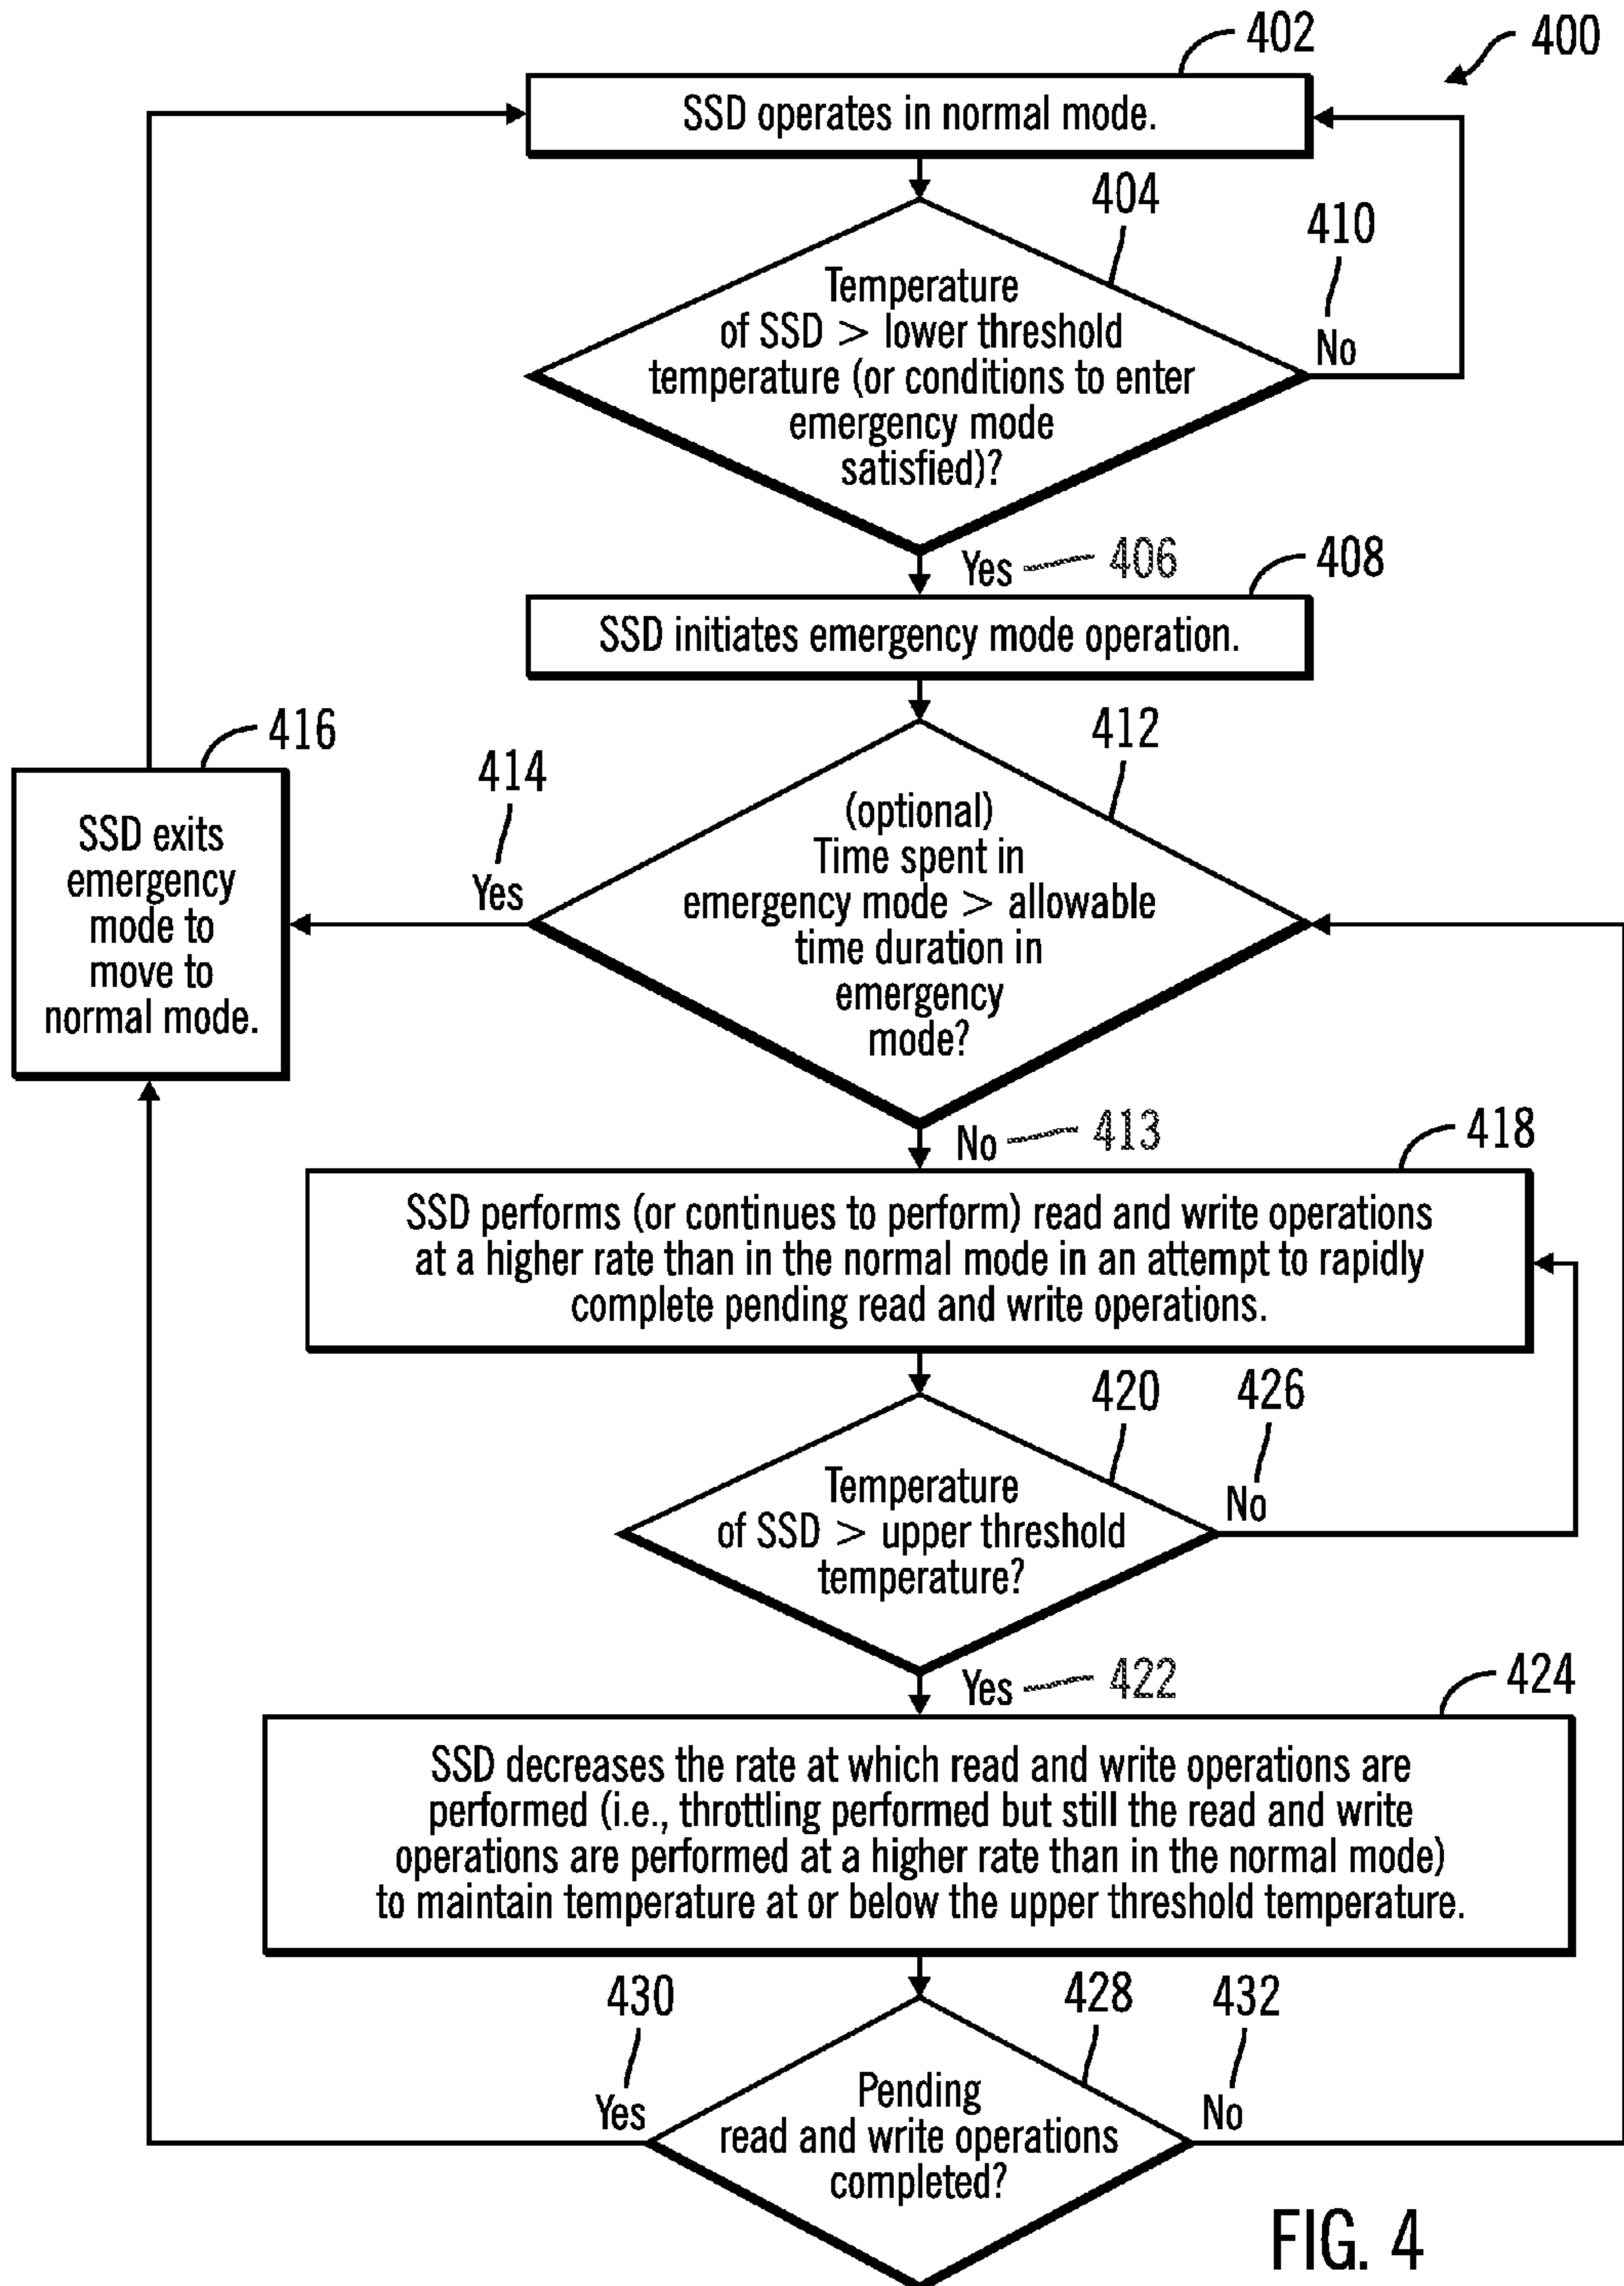 402
400
SSD operates in normal mode.
404
410
Temperature
of SSD > lower threshold
temperature (or conditions to enter
emergency mode
satisfied)?
No
Yes
406
408
SSD initiates emergency mode operation.
416
412
414
SSD exits
emergency
mode to
move to
normal mode.
Yes
(optional)
Time spent in
emergency mode > allowable
time duration in
emergency
mode?
No
413
418
SSD performs (or continues to perform) read and write operations
at a higher rate than in the normal mode in an attempt to rapidly
complete pending read and write operations.
420
426
Temperature
of SSD > upper threshold
temperature?
No
Yes
422
424
SSD decreases the rate at which read and write operations are
performed (i.e., throttling performed but still the read and write
operations are performed at a higher rate than in the normal mode)
to maintain temperature at or below the upper threshold temperature.
430
428
432
Yes
Pending
read and write operations
completed?
No
FIG. 4